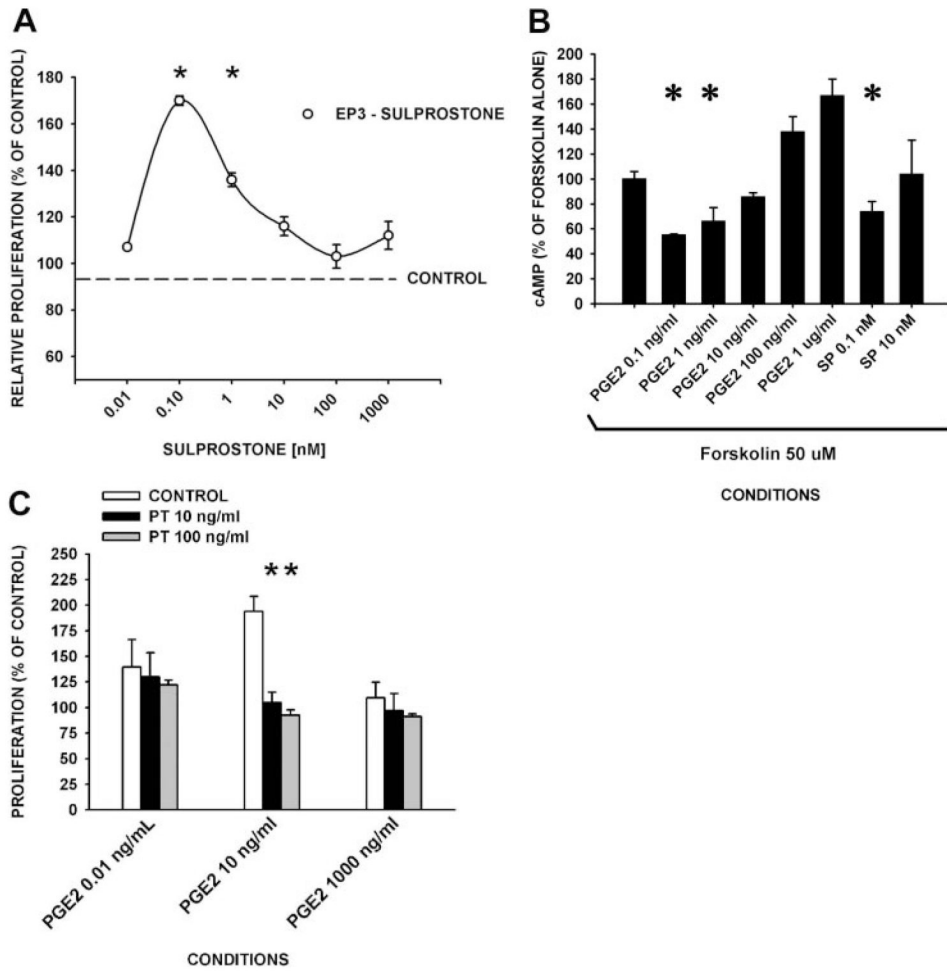 A
RELATIVE PROLIFERATION (% OF CONTROL)
180
160
140
120
100
80
60
* *
EP3 - SULPROSTONE
CONTROL
0.01
0.10
1
10
100
1000
SULPROSTONE [nM]
B
cAMP (% OF FORSKOLIN ALONE)
200
180
160
140
120
100
80
60
40
20
0
* * *
PGE2 0.1 ng/ml
PGE2 1 ng/ml
PGE2 10 ng/ml
PGE2 100 ng/ml
PGE2 1 ug/ml
SP 0.1 nM
SP 10 nM
Forskolin 50 uM
CONDITIONS
C
CONTROL
PT 10 ng/ml
PT 100 ng/ml
PROLIFERATION (% OF CONTROL)
250
225
200
175
150
125
100
75
50
25
0
**
PGE2 0.01 ng/mL
PGE2 10 ng/ml
PGE2 1000 ng/ml
CONDITIONS